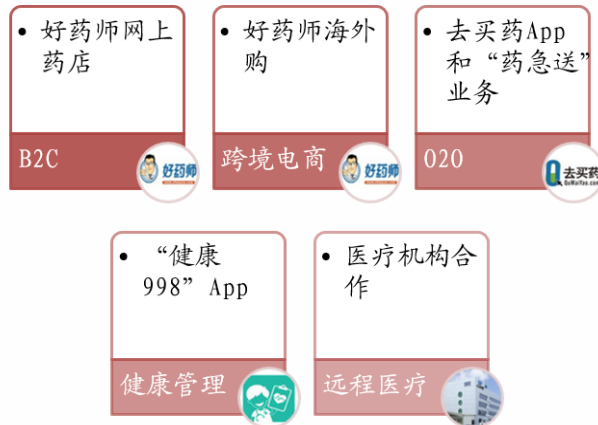 • 好药师网上
药店
B2C
好药师
• 好药师海外
购
跨境电商
好药师
• 去买药App
和“药急送”
业务
O2O
去买药
QuMaiYao.com
• “健康
998”App
健康管理
• 医疗机构合
作
远程医疗